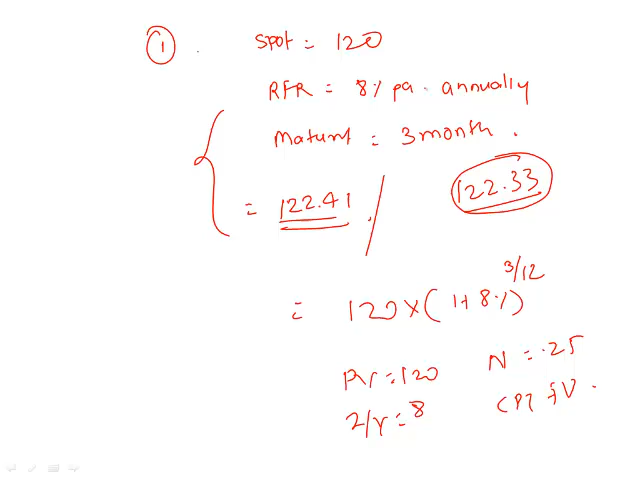 ① . spot = 120
RFR = 8% pa. annually
Maturt = 3 month.
= 122.41
122.33
= 120 × ( 1 + 8% ) 3/12
PV = 120 N = .25
I/Y = 8 CPT FV .